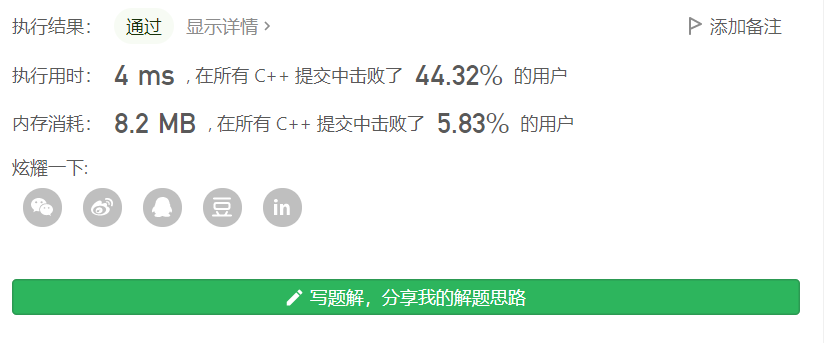 执行结果： 通过 显示详情 > 添加备注
执行用时： 4 ms , 在所有 C++ 提交中击败了 44.32% 的用户
内存消耗： 8.2 MB , 在所有 C++ 提交中击败了 5.83% 的用户
炫耀一下:
豆 in
写题解，分享我的解题思路